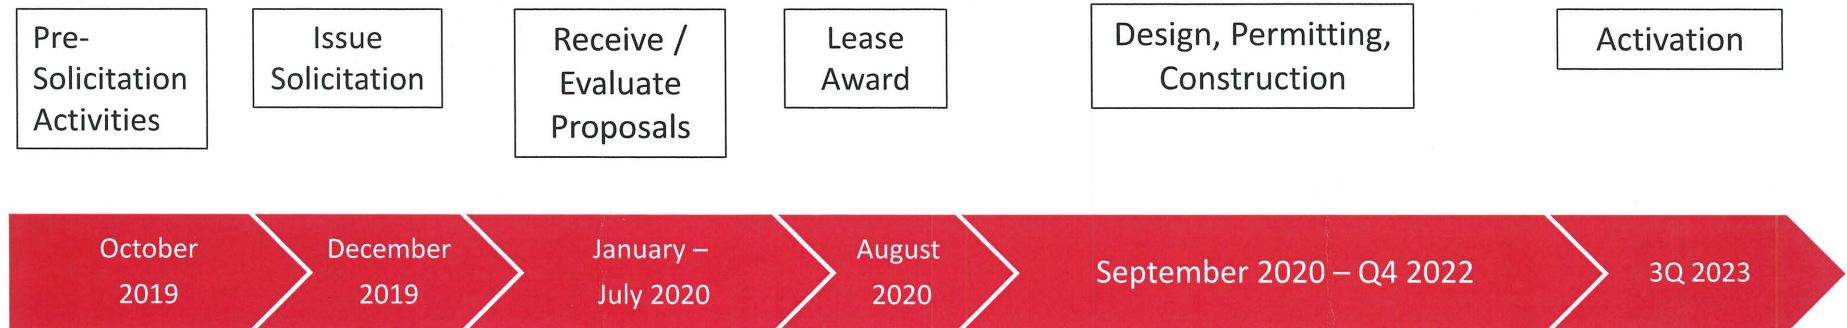 Pre-
Solicitation
Activities
Issue
Solicitation
Receive /
Evaluate
Proposals
Lease
Award
Design, Permitting,
Construction
Activation
October
2019
December
2019
January –
July 2020
August
2020
September 2020 – Q4 2022
3Q 2023